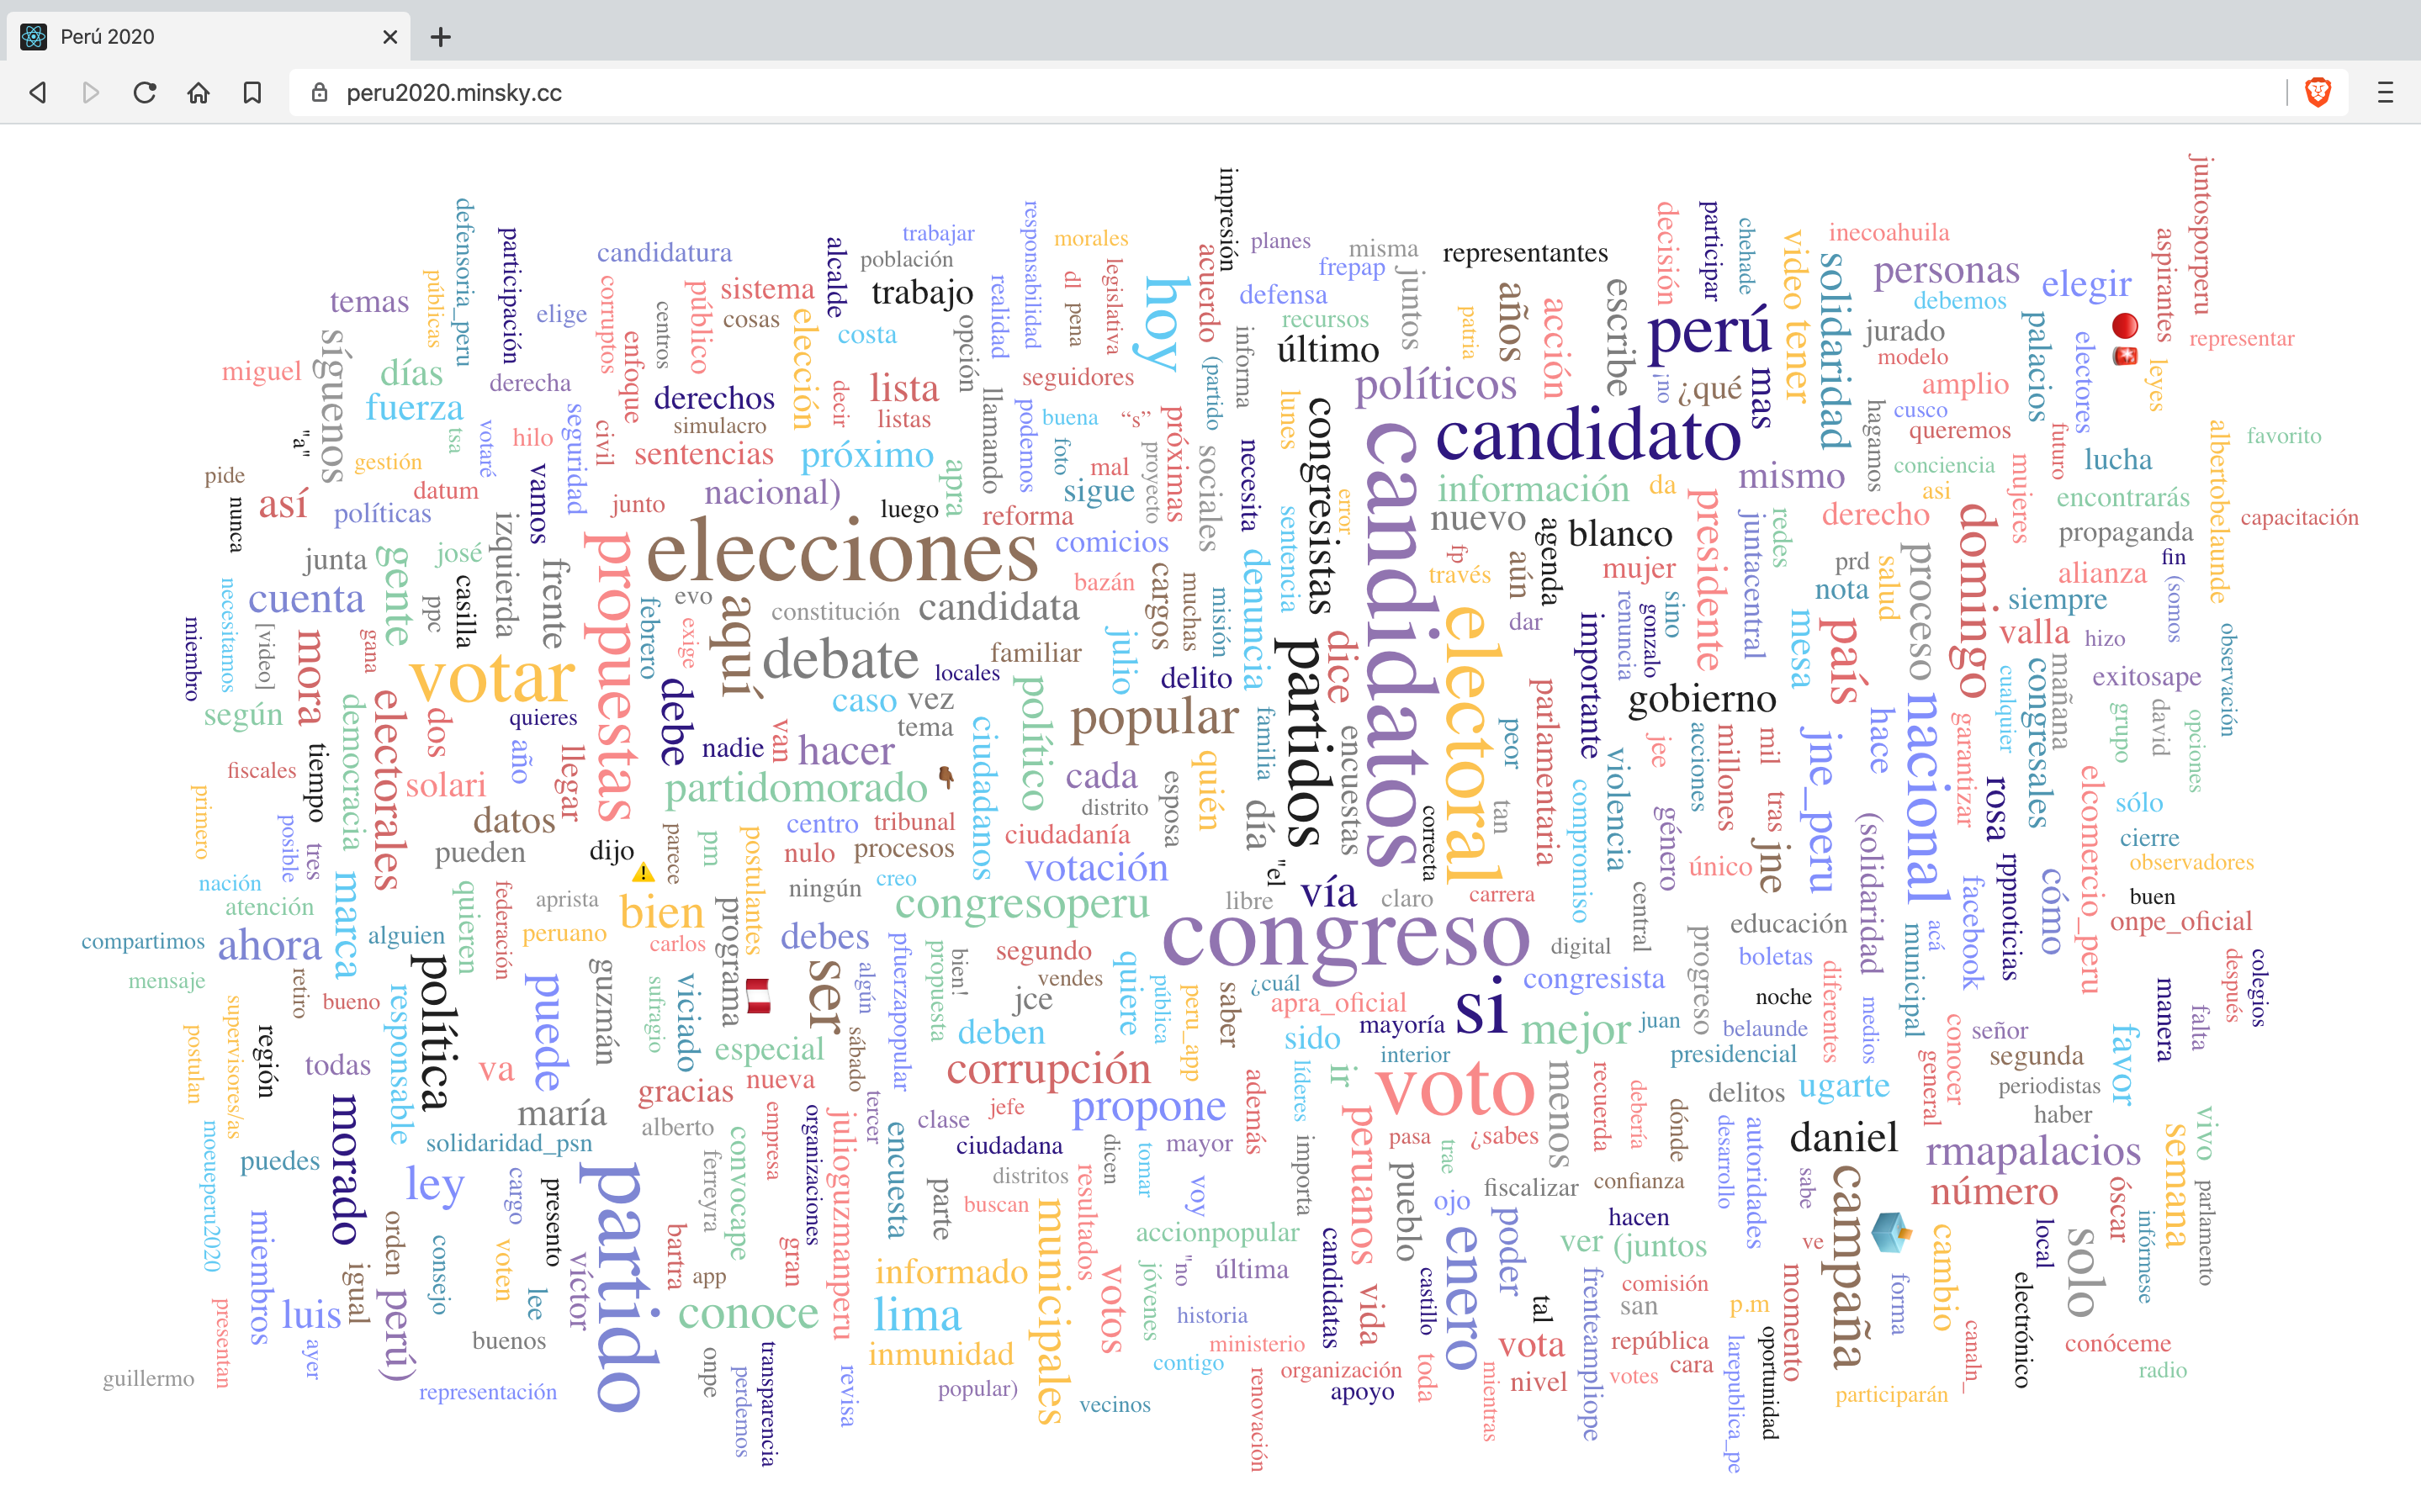 Perú 2020
peru2020.minsky.cc
impresión
juntosporperu
defensoria_peru
participación
candidatura
alcalde
trabajar
población
responsabilidad
morales
acuerdo
planes
misma
frepap
representantes
decisión
participar
chehade
video
inecoahuila
aspirantes
temas
públicas
elige
corruptos
centros
público
sistema
cosas
elección
costa
trabajo
opción
realidad
dl
pena
legislativa
hoy
defensa
recursos
juntos
patria
años
acción
escribe
perú
tener
solidaridad
personas
debemos
elegir
jurado
modelo
palacios
electores
representar
síguenos
miguel
días
fuerza
derecha
enfoque
derechos
simulacro
decir
lista
listas
llamando
seguidores
podemos
buena
“s”
(partido
informa
último
lunes
políticos
¡no
¿qué
mas
amplio
leyes
"a"
tsa
votaré
hilo
seguridad
civil
sentencias
próximo
foto
próximas
mal
proyecto
sociales
necesita
congresistas
candidatos
candidato
hagamos
cusco
queremos
futuro
albertobelaunde
favorito
gestión
pide
datum
vamos
junto
nacional)
apra
sigue
error
información
da
mismo
conciencia
asi
mujeres
lucha
encontrarás
nunca
así
políticas
izquierda
luego
reforma
sentencia
nuevo
blanco
presidente
juntacentral
redes
derecho
domingo
propaganda
capacitación
junta
gente
josé
frente
propuestas
elecciones
comicios
denuncia
fp
aún
agenda
mujer
prd
salud
proceso
fin
necesitamos
cuenta
ppc
casilla
febrero
evo
aquí
constitución
candidata
bazán
cargos
muchas
misión
través
renuncia
gonzalo
sino
nota
alianza
siempre
(somos
miembro
[video]
mora
gana
exige
debate
familiar
julio
partidos
dice
electoral
dar
importante
mesa
país
valla
hizo
observación
votar
locales
delito
gobierno
congresales
mañana
exitosape
según
democracia
electorales
dos
quieres
debe
caso
vez
tema
político
popular
familia
encuestas
parlamentaria
nacional
cualquier
grupo
david
opciones
tiempo
año
llegar
nadie
van
hacer
ciudadanos
cada
quién
peor
violencia
jee
acciones
millones
mil
jne_peru
hace
garantizar
fiscales
solari
partidomorado
distrito
esposa
día
correcta
tan
compromiso
género
tras
jne
rosa
elcomercio_peru
sólo
primero
posible
tres
datos
pueden
dijo
parece
pm
postulantes
centro
tribunal
nulo
procesos
ciudadanía
votación
"el
único
(solidaridad
rppnoticias
cómo
cierre
observadores
nación
atención
marca
quieren
federación
aprista
bien
programa
ningún
creo
congresoperu
libre
vía
claro
carrera
central
facebook
buen
compartimos
ahora
alguien
peruano
carlos
debes
pfuerzapopular
propuesta
bien!
segundo
quiere
congreso
digital
educación
boletas
progreso
municipal
acá
onpe_oficial
mensaje
retiro
bueno
política
puede
guzmán
sufragio
viciado
ser
algún
vendes
jce
pública
peru_app
saber
¿cuál
apra_oficial
si
congresista
noche
diferentes
medios
manera
después
colegios
postulan
supervisores/as
región
responsable
deben
sido
mayoría
mejor
juan
belaunde
conocer
señor
falta
todas
va
especial
sábado
corrupción
interior
presidencial
general
segunda
favor
morado
maría
gracias
nueva
tercer
clase
jefe
propone
además
líderes
ir
voto
menos
recuerda
debería
delitos
ugarte
periodistas
haber
moeueperu2020
puedes
solidaridad_psn
alberto
convocape
empresa
organizaciones
julioguzmanperu
encuesta
ciudadana
dicen
tomar
mayor
importa
peruanos
pasa
trae
¿sabes
dónde
desarrollo
autoridades
daniel
rmapalacios
vivo
semana
ley
cargo
presento
partido
ferreyra
parte
distritos
buscan
resultados
voy
pueblo
fiscalizar
confianza
sabe
campaña
número
óscar
parlamento
miembros
orden
consejo
voten
víctor
bartra
gran
municipales
accionpopular
candidatas
ojo
enero
poder
hacen
ver
(juntos
ve
cambio
local
solo
infórmese
igual
perú)
lee
app
informado
votos
jóvenes
"no
última
vida
castillo
frenteampliope
comisión
momento
forma
electrónico
presentan
luis
conoce
lima
historia
tal
san
p.m
ayer
buenos
onpe
inmunidad
ministerio
contigo
vota
república
larepublica_pe
oportunidad
canaln_
conóceme
guillermo
representación
perdemos
transparencia
revisa
popular)
vecinos
renovación
organización
apoyo
toda
mientras
nivel
votes
cara
participarán
radio